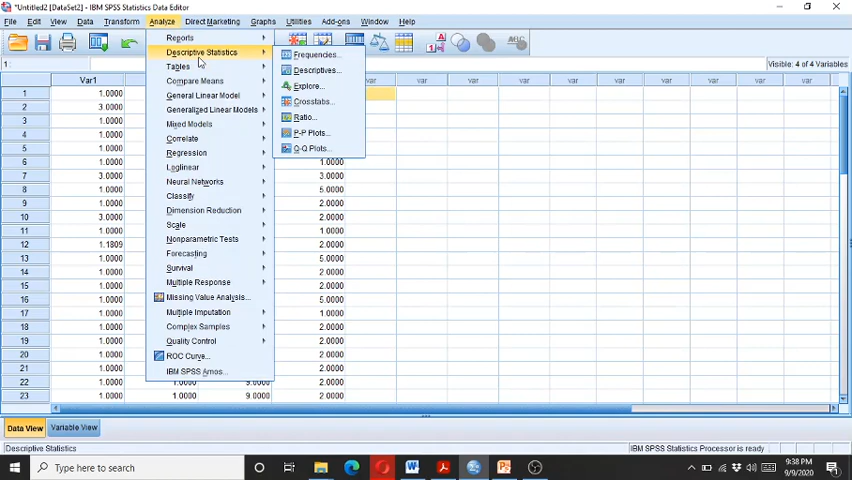 *Untitled2 [DataSet2] - IBM SPSS Statistics Data Editor
File Edit View Data Transform Analyze Direct Marketing Graphs Utilities Add-ons Window Help
1 :
Visible: 4 of 4 Variables
Var1 var var var var var var var
1 1.0000
2 3.0000
3 1.0000
4 1.0000
5 1.0000
6 1.0000 1.0000
7 3.0000 3.0000
8 1.0000 5.0000
9 1.0000 2.0000
10 3.0000 2.0000
11 1.0000 2.0000
12 1.1809 2.0000
13 1.0000 5.0000
14 1.0000 2.0000
15 1.0000 2.0000
16 1.0000 5.0000
17 1.0000 1.0000
18 1.0000 2.0000
19 1.0000 2.0000
20 1.0000 2.0000
21 1.0000 2.0000
22 1.0000 1.0000 9.0000 2.0000
23 1.0000 1.0000 9.0000 2.0000
Reports
Descriptive Statistics
Tables
Compare Means
General Linear Model
Generalized Linear Models
Mixed Models
Correlate
Regression
Loglinear
Neural Networks
Classify
Dimension Reduction
Scale
Nonparametric Tests
Forecasting
Survival
Multiple Response
Missing Value Analysis...
Multiple Imputation
Complex Samples
Quality Control
ROC Curve...
IBM SPSS Amos...
Frequencies...
Descriptives...
Explore...
Crosstabs...
Ratio...
P-P Plots...
Q-Q Plots...
Data View Variable View
Descriptive Statistics
IBM SPSS Statistics Processor is ready
Type here to search
9:38 PM
9/9/2020